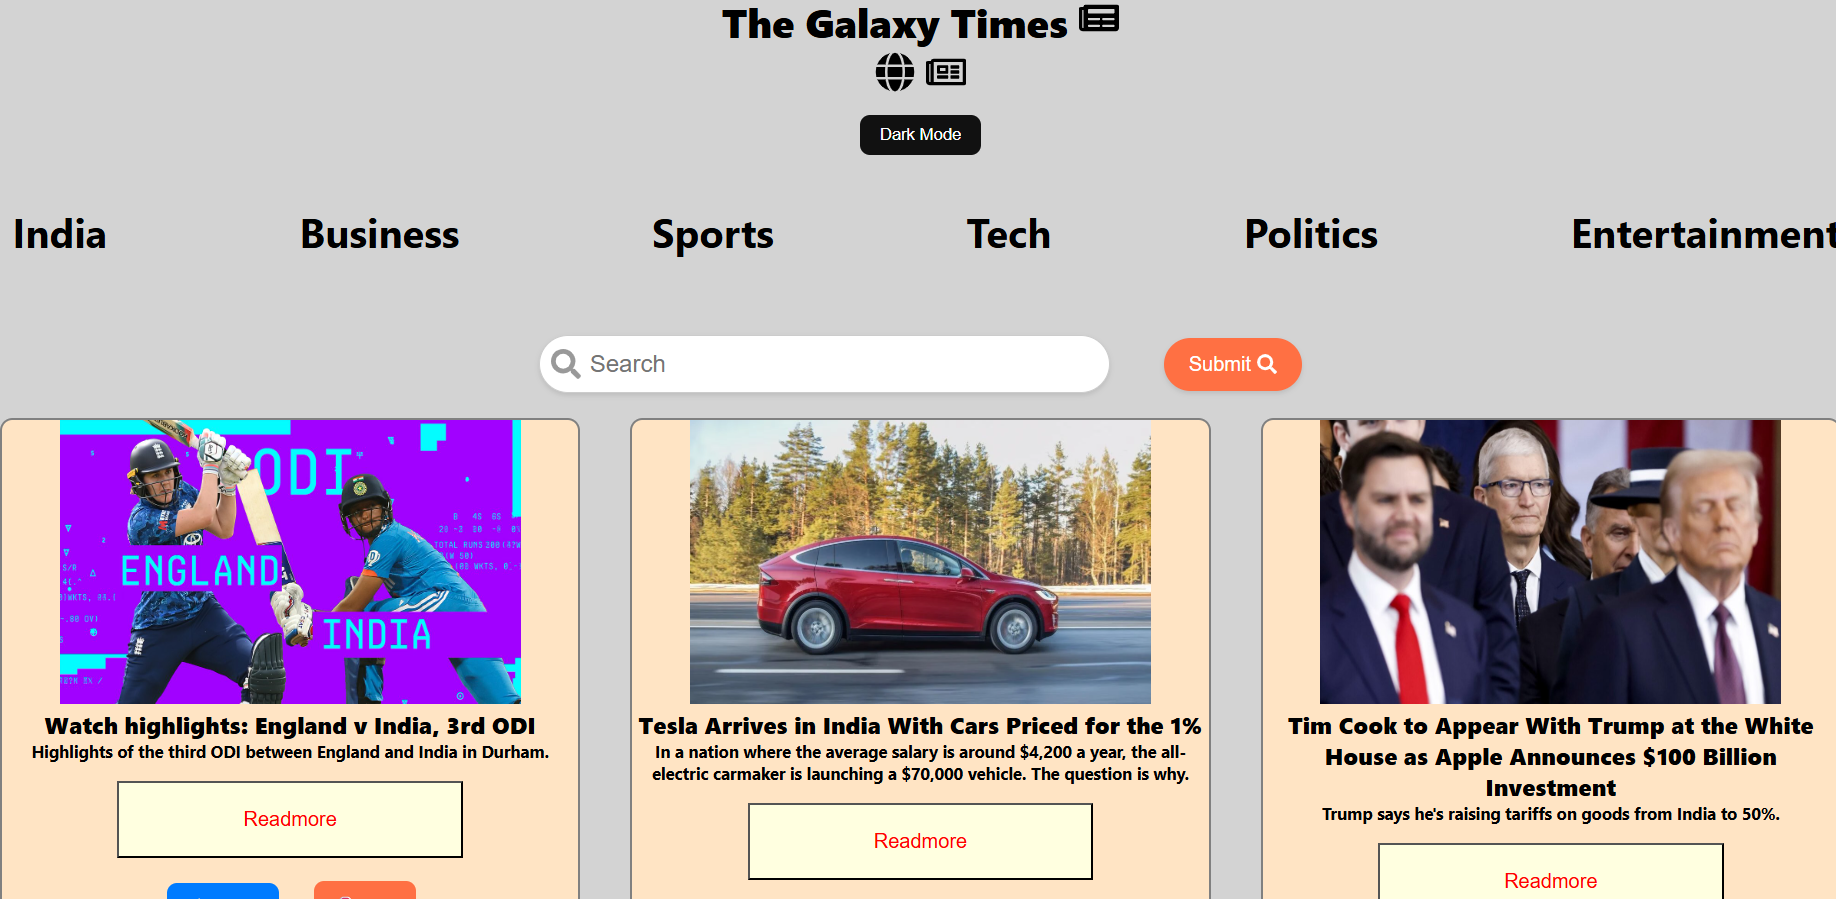 The Galaxy Times
Dark Mode
India Business Sports Tech Politics Entertainment
Search
Submit
ODI
ENGLAND
INDIA
Watch highlights: England v India, 3rd ODI
Highlights of the third ODI between England and India in Durham.
Readmore
Tesla Arrives in India With Cars Priced for the 1%
In a nation where the average salary is around $4,200 a year, the all-
electric carmaker is launching a $70,000 vehicle. The question is why.
Readmore
Tim Cook to Appear With Trump at the White
House as Apple Announces $100 Billion
Investment
Trump says he's raising tariffs on goods from India to 50%.
Readmore